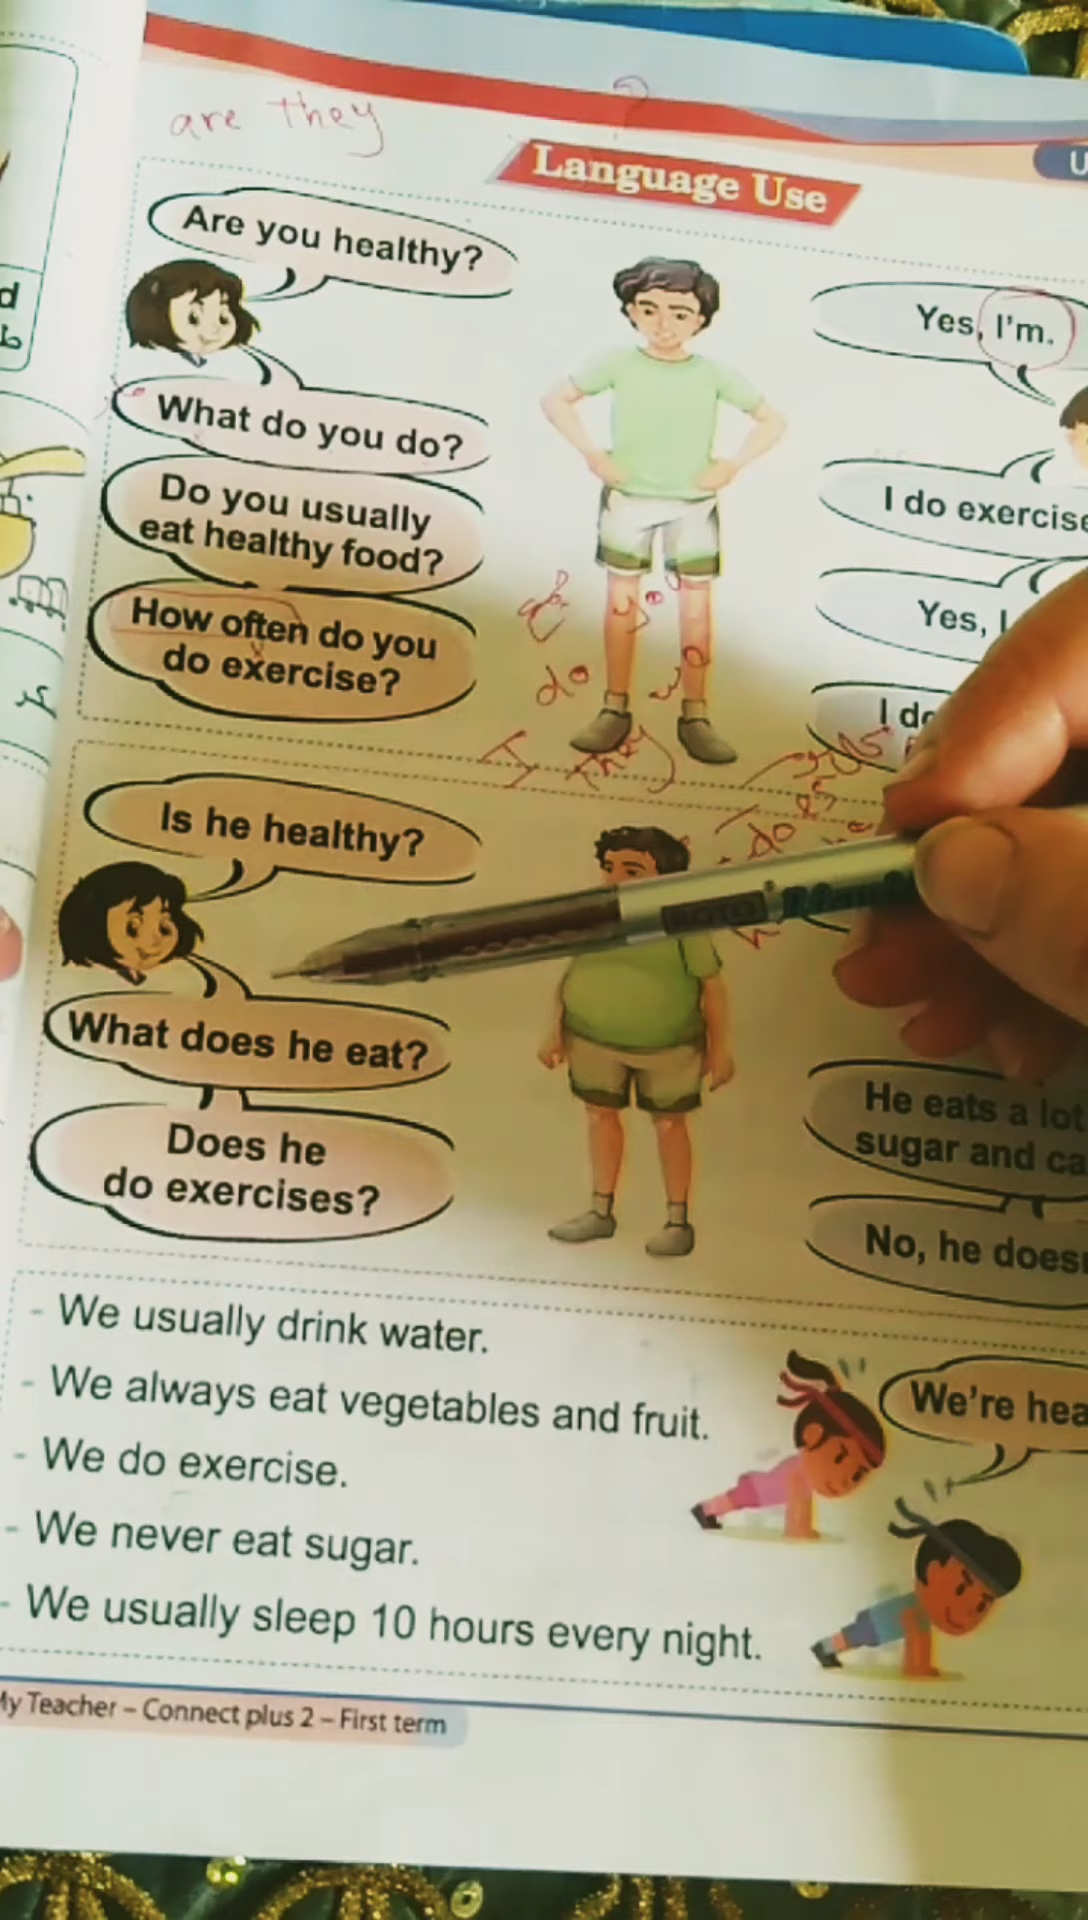 are they
Language Use
Are you healthy?
Yes, I'm.
What do you do?
I do exercise
Do you usually
eat healthy food?
Yes, I
How often do you
do exercise?
I do
do
you
we
I
They
Does
Is he healthy?
What does he eat?
He eats a lot
sugar and
Does he
do exercises?
No, he
- We usually drink water.
- We always eat vegetables and fruit.
We're
- We do exercise.
- We never eat sugar.
- We usually sleep 10 hours every night.
My Teacher – Connect plus 2 – First term